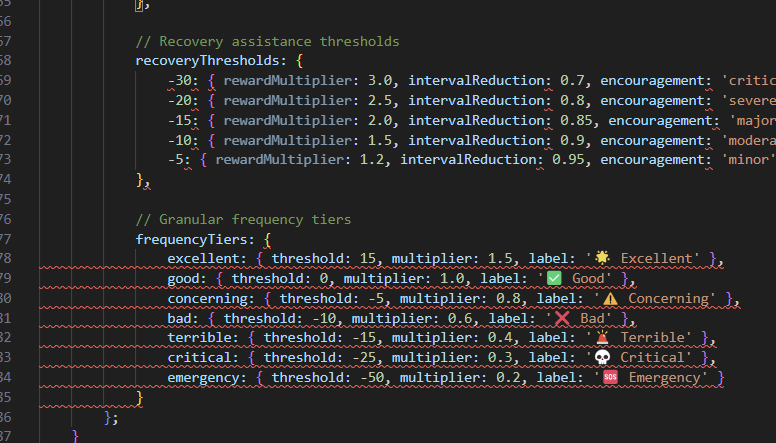 },
66
67 // Recovery assistance thresholds
68 recoveryThresholds: {
69 -30: { rewardMultiplier: 3.0, intervalReduction: 0.7, encouragement: 'critic
70 -20: { rewardMultiplier: 2.5, intervalReduction: 0.8, encouragement: 'severe
71 -15: { rewardMultiplier: 2.0, intervalReduction: 0.85, encouragement: 'major
72 -10: { rewardMultiplier: 1.5, intervalReduction: 0.9, encouragement: 'modera
73 -5: { rewardMultiplier: 1.2, intervalReduction: 0.95, encouragement: 'minor'
74 },
75
76 // Granular frequency tiers
77 frequencyTiers: {
78 excellent: { threshold: 15, multiplier: 1.5, label: '🌟 Excellent' },
79 good: { threshold: 0, multiplier: 1.0, label: '✅ Good' },
80 concerning: { threshold: -5, multiplier: 0.8, label: '⚠️ Concerning' },
81 bad: { threshold: -10, multiplier: 0.6, label: '❌ Bad' },
82 terrible: { threshold: -15, multiplier: 0.4, label: '🚨 Terrible' },
83 critical: { threshold: -25, multiplier: 0.3, label: '💀 Critical' },
84 emergency: { threshold: -50, multiplier: 0.2, label: '🆘 Emergency' }
85 }
86 };
87 }